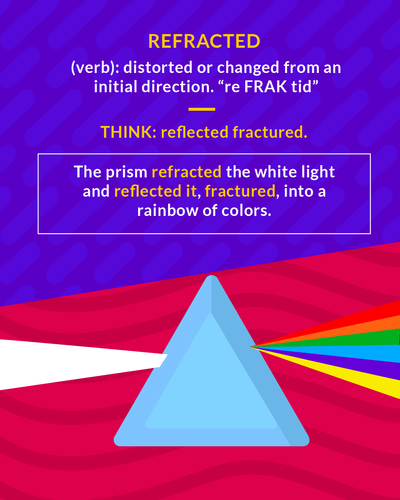 REFRACTED
(verb): distorted or changed from an
initial direction. “re FRAK tid”
THINK: reflected fractured.
The prism refracted the white light
and reflected it, fractured, into a
rainbow of colors.